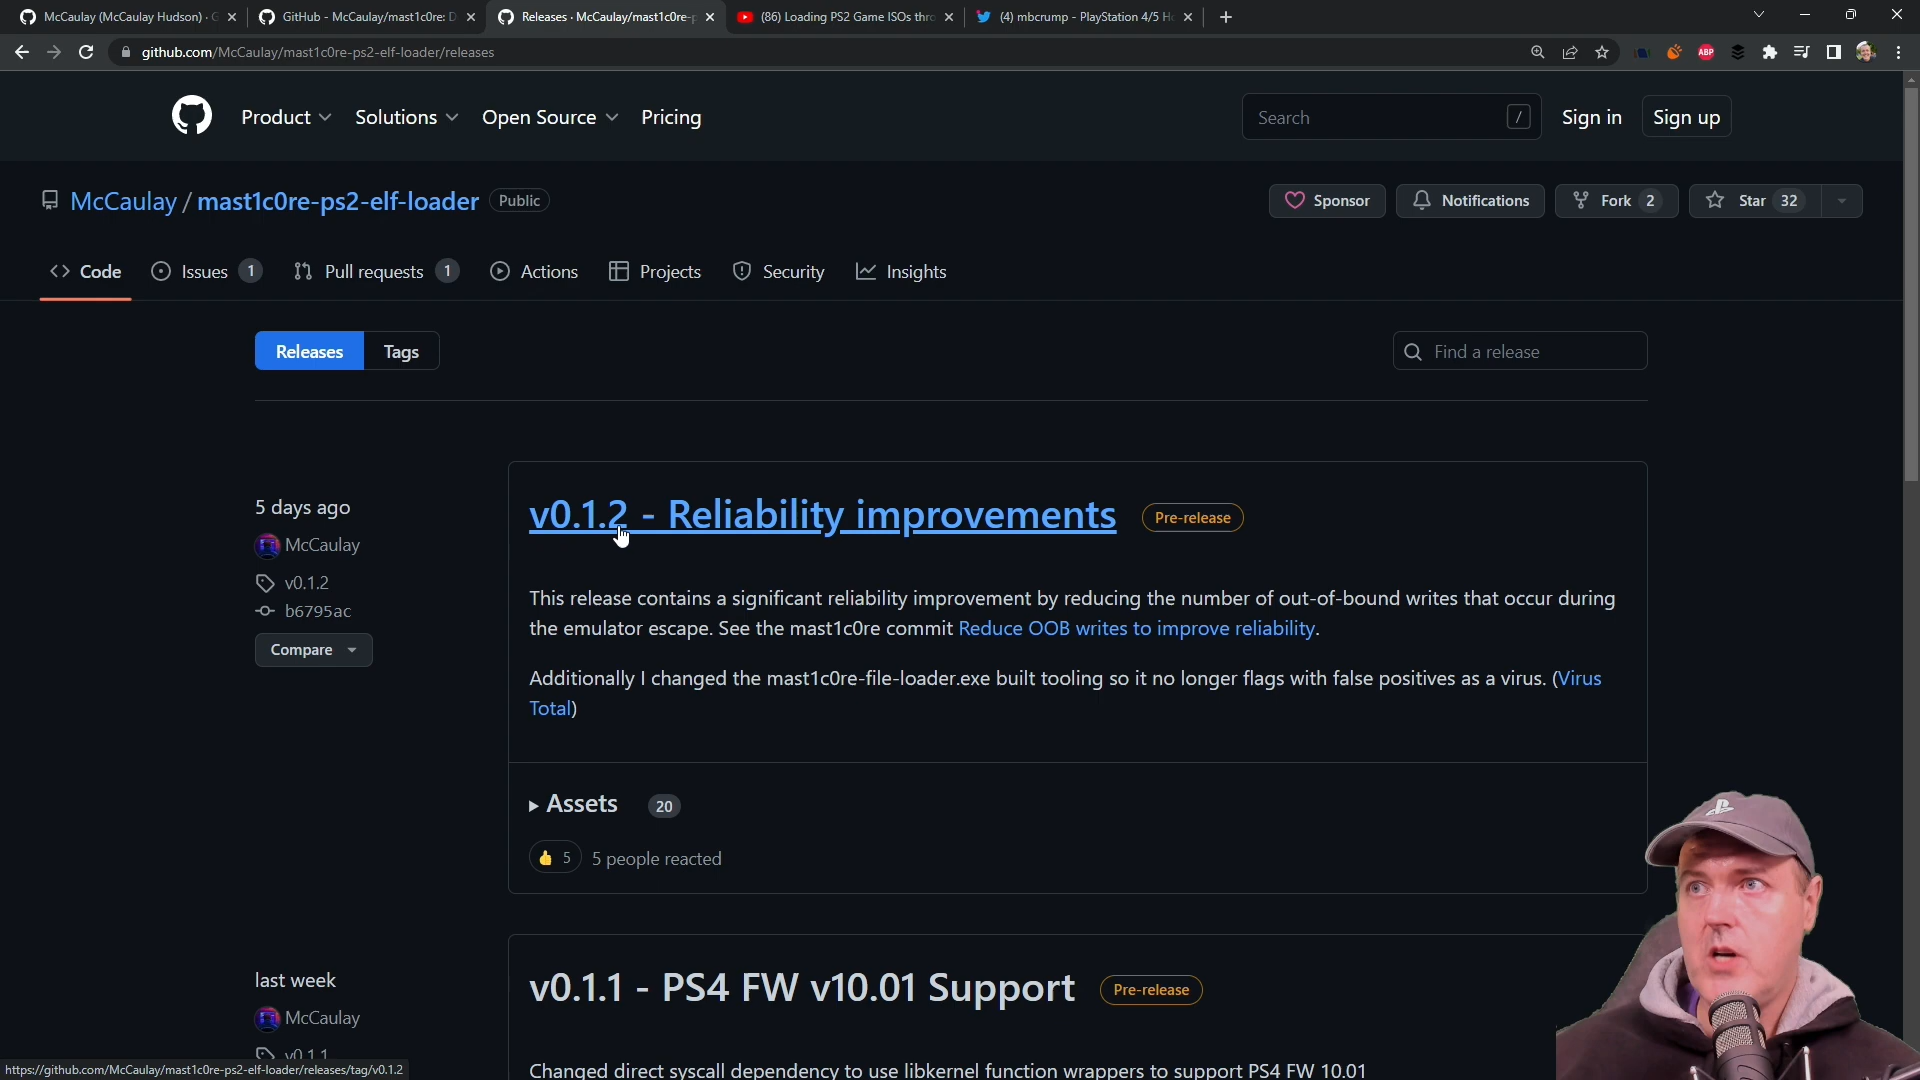 McCaulay (McCaulay Hudson) · G
GitHub - McCaulay/mast1c0re: D
Releases · McCaulay/mast1c0re-p
(86) Loading PS2 Game ISOs thro
(4) mbcrump - PlayStation 4/5 H
github.com/McCaulay/mast1c0re-ps2-elf-loader/releases
ABP
Product
Solutions
Open Source
Pricing
Search
/
Sign in
Sign up
McCaulay / mast1c0re-ps2-elf-loader
Public
Sponsor
Notifications
Fork 2
Star 32
Code
Issues 1
Pull requests 1
Actions
Projects
Security
Insights
Releases
Tags
Find a release
5 days ago
McCaulay
v0.1.2
b6795ac
Compare
v0.1.2 - Reliability improvements
Pre-release
This release contains a significant reliability improvement by reducing the number of out-of-bound writes that occur during
the emulator escape. See the mast1c0re commit Reduce OOB writes to improve reliability.
Additionally I changed the mast1c0re-file-loader.exe built tooling so it no longer flags with false positives as a virus. (Virus
Total)
Assets 20
5
5 people reacted
last week
McCaulay
v0.1.1
v0.1.1 - PS4 FW v10.01 Support
Pre-release
Changed direct syscall dependency to use libkernel function wrappers to support PS4 FW 10.01
https://github.com/McCaulay/mast1c0re-ps2-elf-loader/releases/tag/v0.1.2